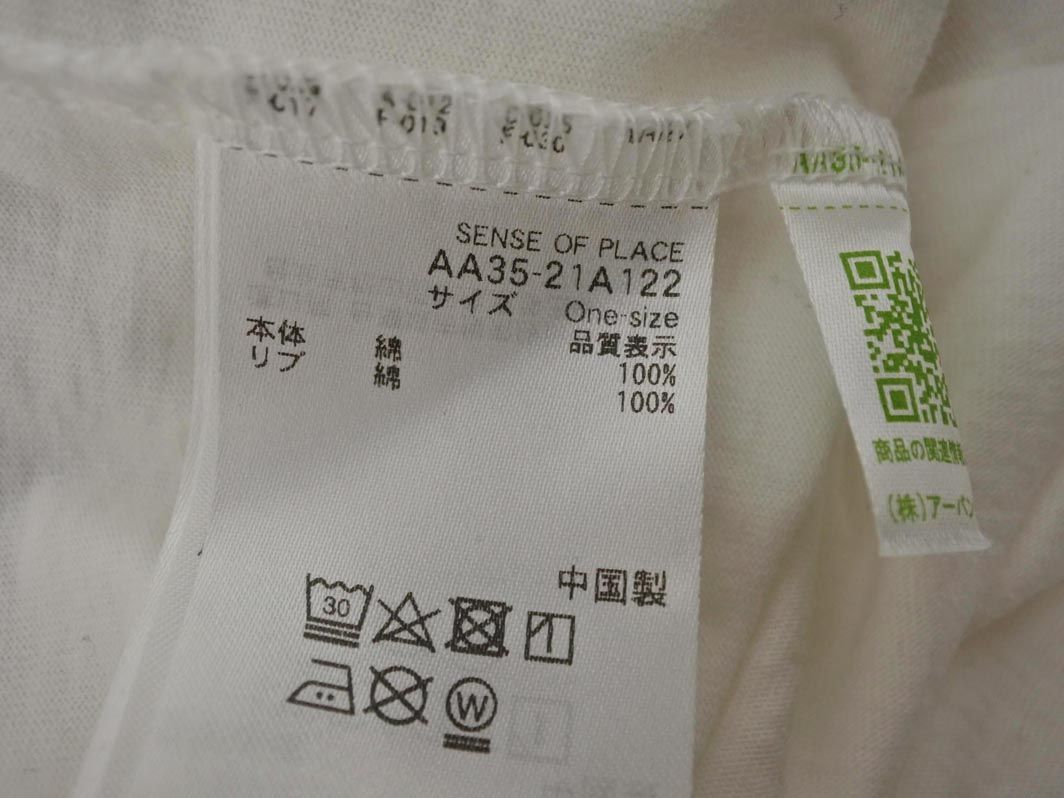 SENSE OF PLACE
AA35-21A122
サイズ One-size
品質表示
本体 綿 100%
リブ 綿 100%
中国製
30
W
商品の関連情
(株)アーバン